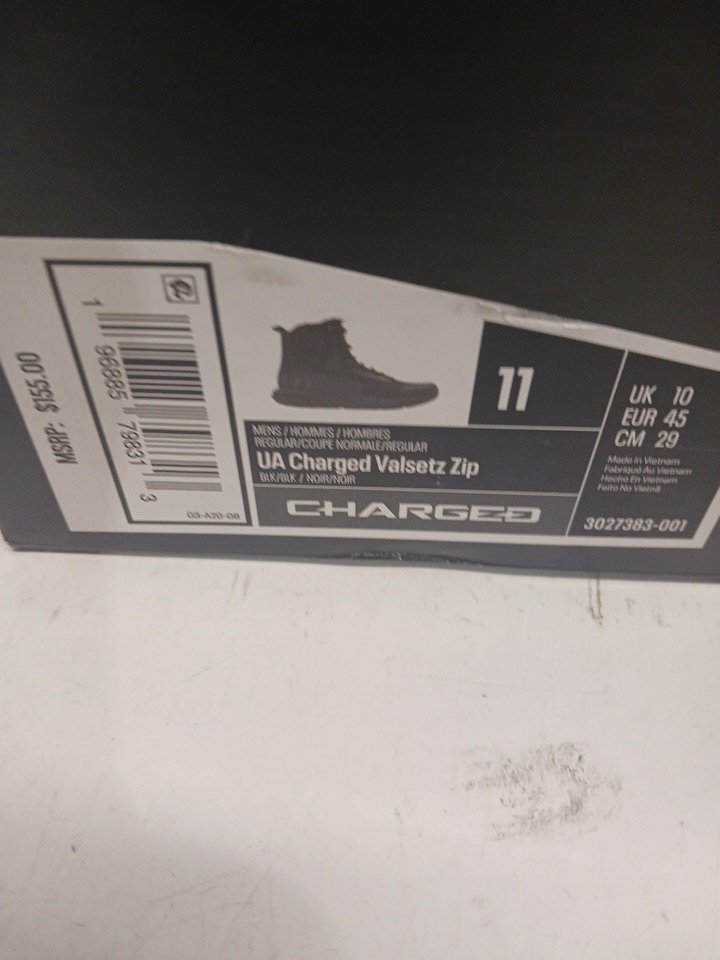 MSRP: $155.00
1 96885 79831 3
03-A20-08
MENS / HOMMES / HOMBRES
REGULAR/COUPE NORMALE/REGULAR
UA Charged Valsetz Zip
BLK/BLK / NOIR/NOIR
CHARGED
11
UK 10
EUR 45
CM 29
Made In Vietnam
Fabriqué Au Vietnam
Hecho En Vietnam
Feito No Vietnã
3027383-001